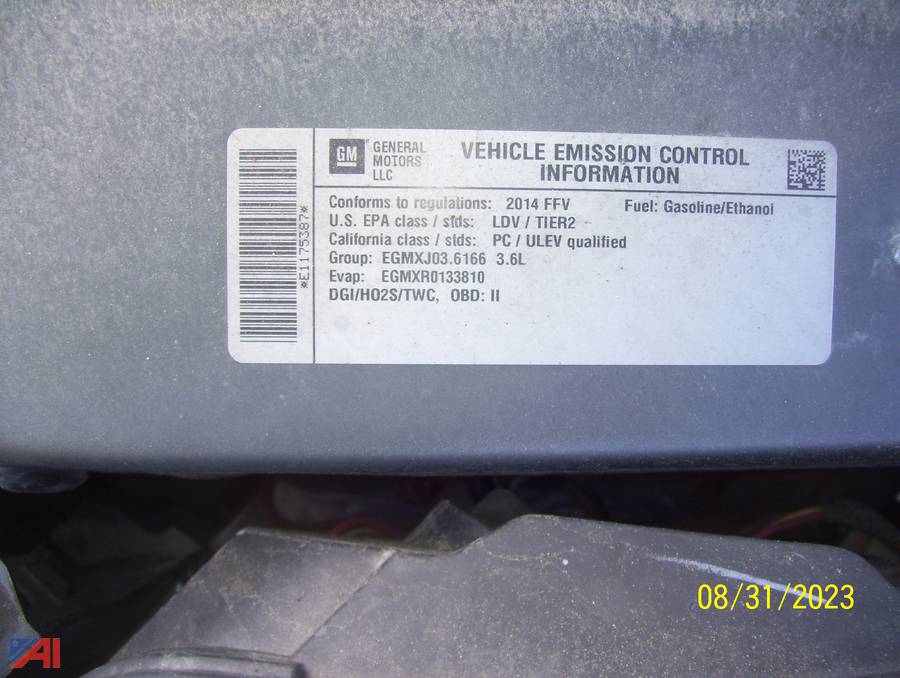 *E1175387*
GM
GENERAL
MOTORS
LLC
VEHICLE EMISSION CONTROL
INFORMATION
Conforms to regulations: 2014 FFV Fuel: Gasoline/Ethanol
U.S. EPA class / stds: LDV / TIER2
California class / stds: PC / ULEV qualified
Group: EGMXJ03.6166 3.6L
Evap: EGMXR0133810
DGI/HO2S/TWC, OBD: II
08/31/2023
AI